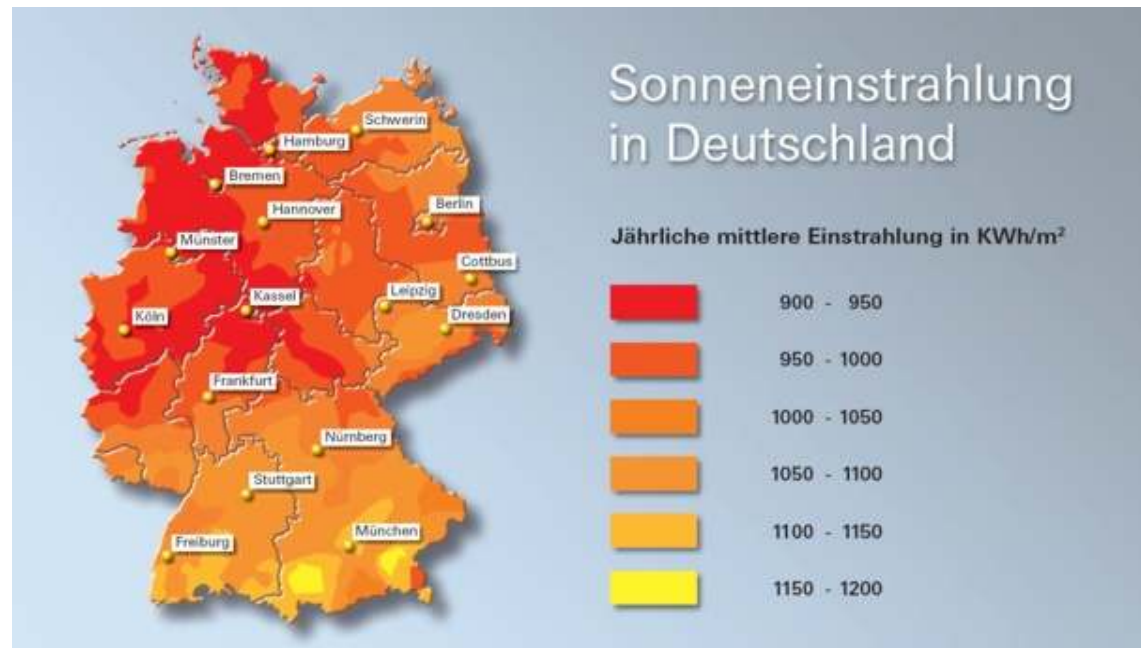 Sonneneinstrahlung
in Deutschland
Jährliche mittlere Einstrahlung in KWh/m²
900 - 950
950 - 1000
1000 - 1050
1050 - 1100
1100 - 1150
1150 - 1200
Schwerin
Hamburg
Bremen
Berlin
Hannover
Münster
Cottbus
Leipzig
Kassel
Köln
Dresden
Frankfurt
Nürnberg
Stuttgart
München
Freiburg